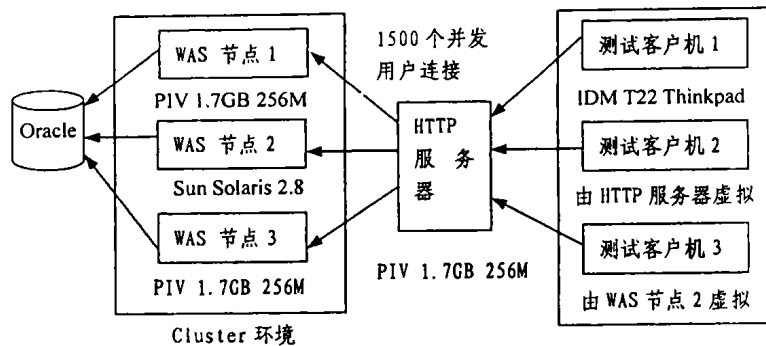 Oracle
WAS 节点 1
PIV 1.7GB 256M
WAS 节点 2
Sun Solaris 2.8
WAS 节点 3
PIV 1.7GB 256M
Cluster 环境
1500 个并发
用户连接
HTTP
服务
器
PIV 1.7GB 256M
测试客户机 1
IDM T22 Thinkpad
测试客户机 2
由 HTTP 服务器虚拟
测试客户机 3
由 WAS 节点 2 虚拟